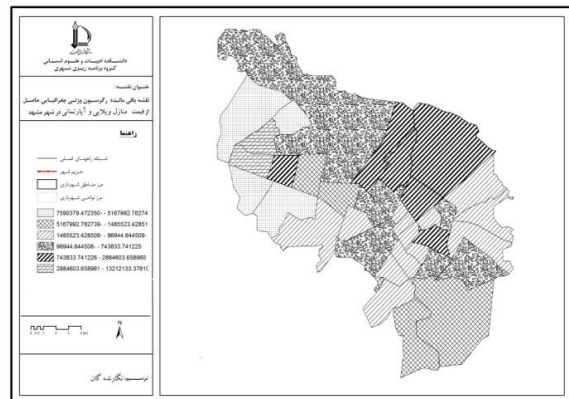 دانشکده ادبیات و علوم انسانی
گروه برنامه ریزی شهری
عنوان نقشه:
نقشه باقی مانده رگرسیون وزنی جغرافیایی حاصل
از قیمت منازل ویلایی و آپارتمانی در شهر مشهد
راهنما
شبکه راههای اصلی
حریم شهر
مرز مناطق شهرداری
مرز نواحی شهرداری
7590379.472350- - 5167992.76274
5167992.762739- - 1485523.42851
1485523.428509- - 96944.644509-
96944.644508- - 743833.741225
743833.741226 - 2884603.658960
2884603.658961 - 13212133.37610
N
ترسیم: نگارنده گان